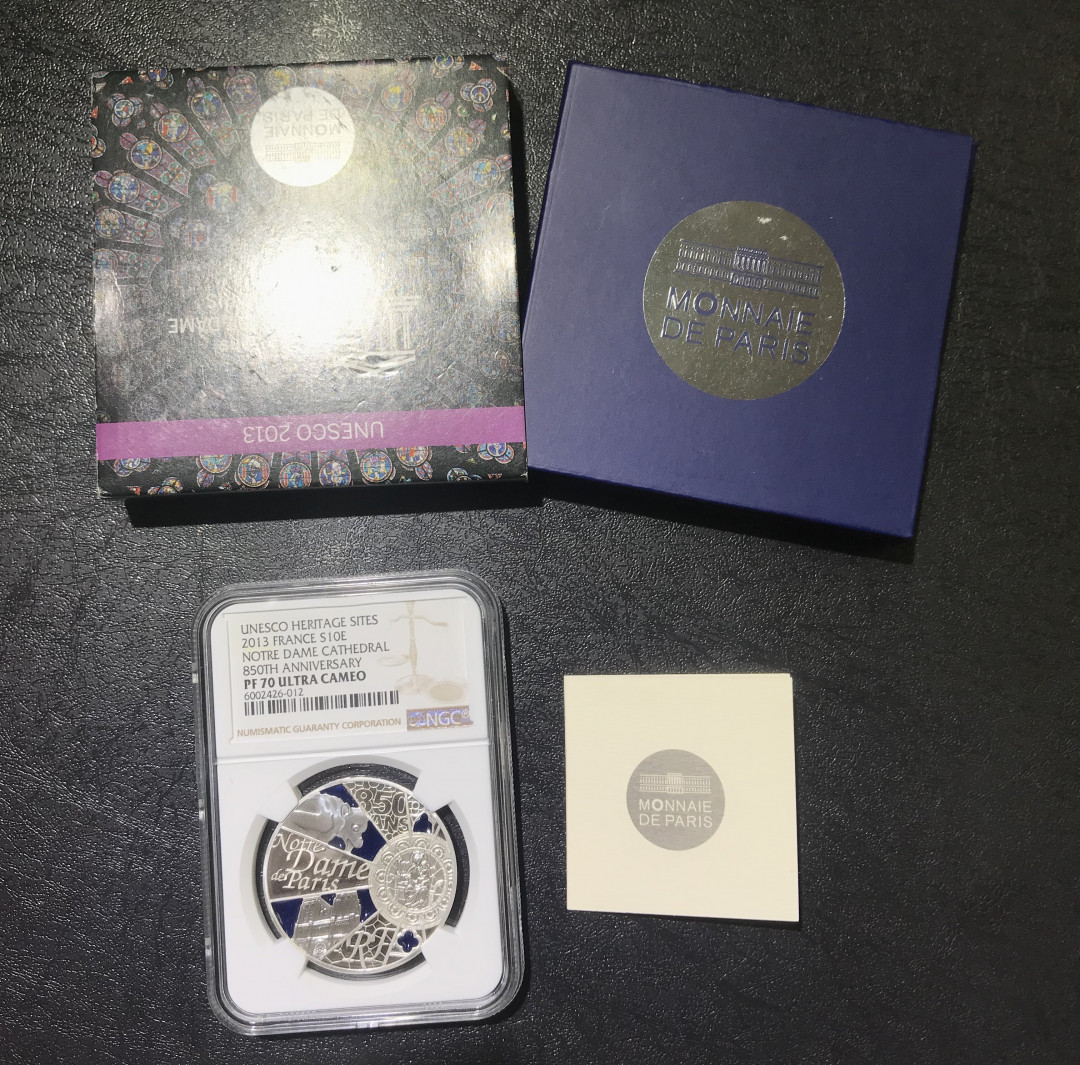 MONNAIE
DE PARIS
DAME
UNESCO 2013
MONNAIE
DE PARIS
UNESCO HERITAGE SITES
2013 FRANCE S10E
NOTRE DAME CATHEDRAL
850TH ANNIVERSARY
PF 70 ULTRA CAMEO
6002426-012
NUMISMATIC GUARANTY CORPORATION
NGC®
850
ANS
Notre
Dame
de Paris
RF
MONNAIE
DE PARIS